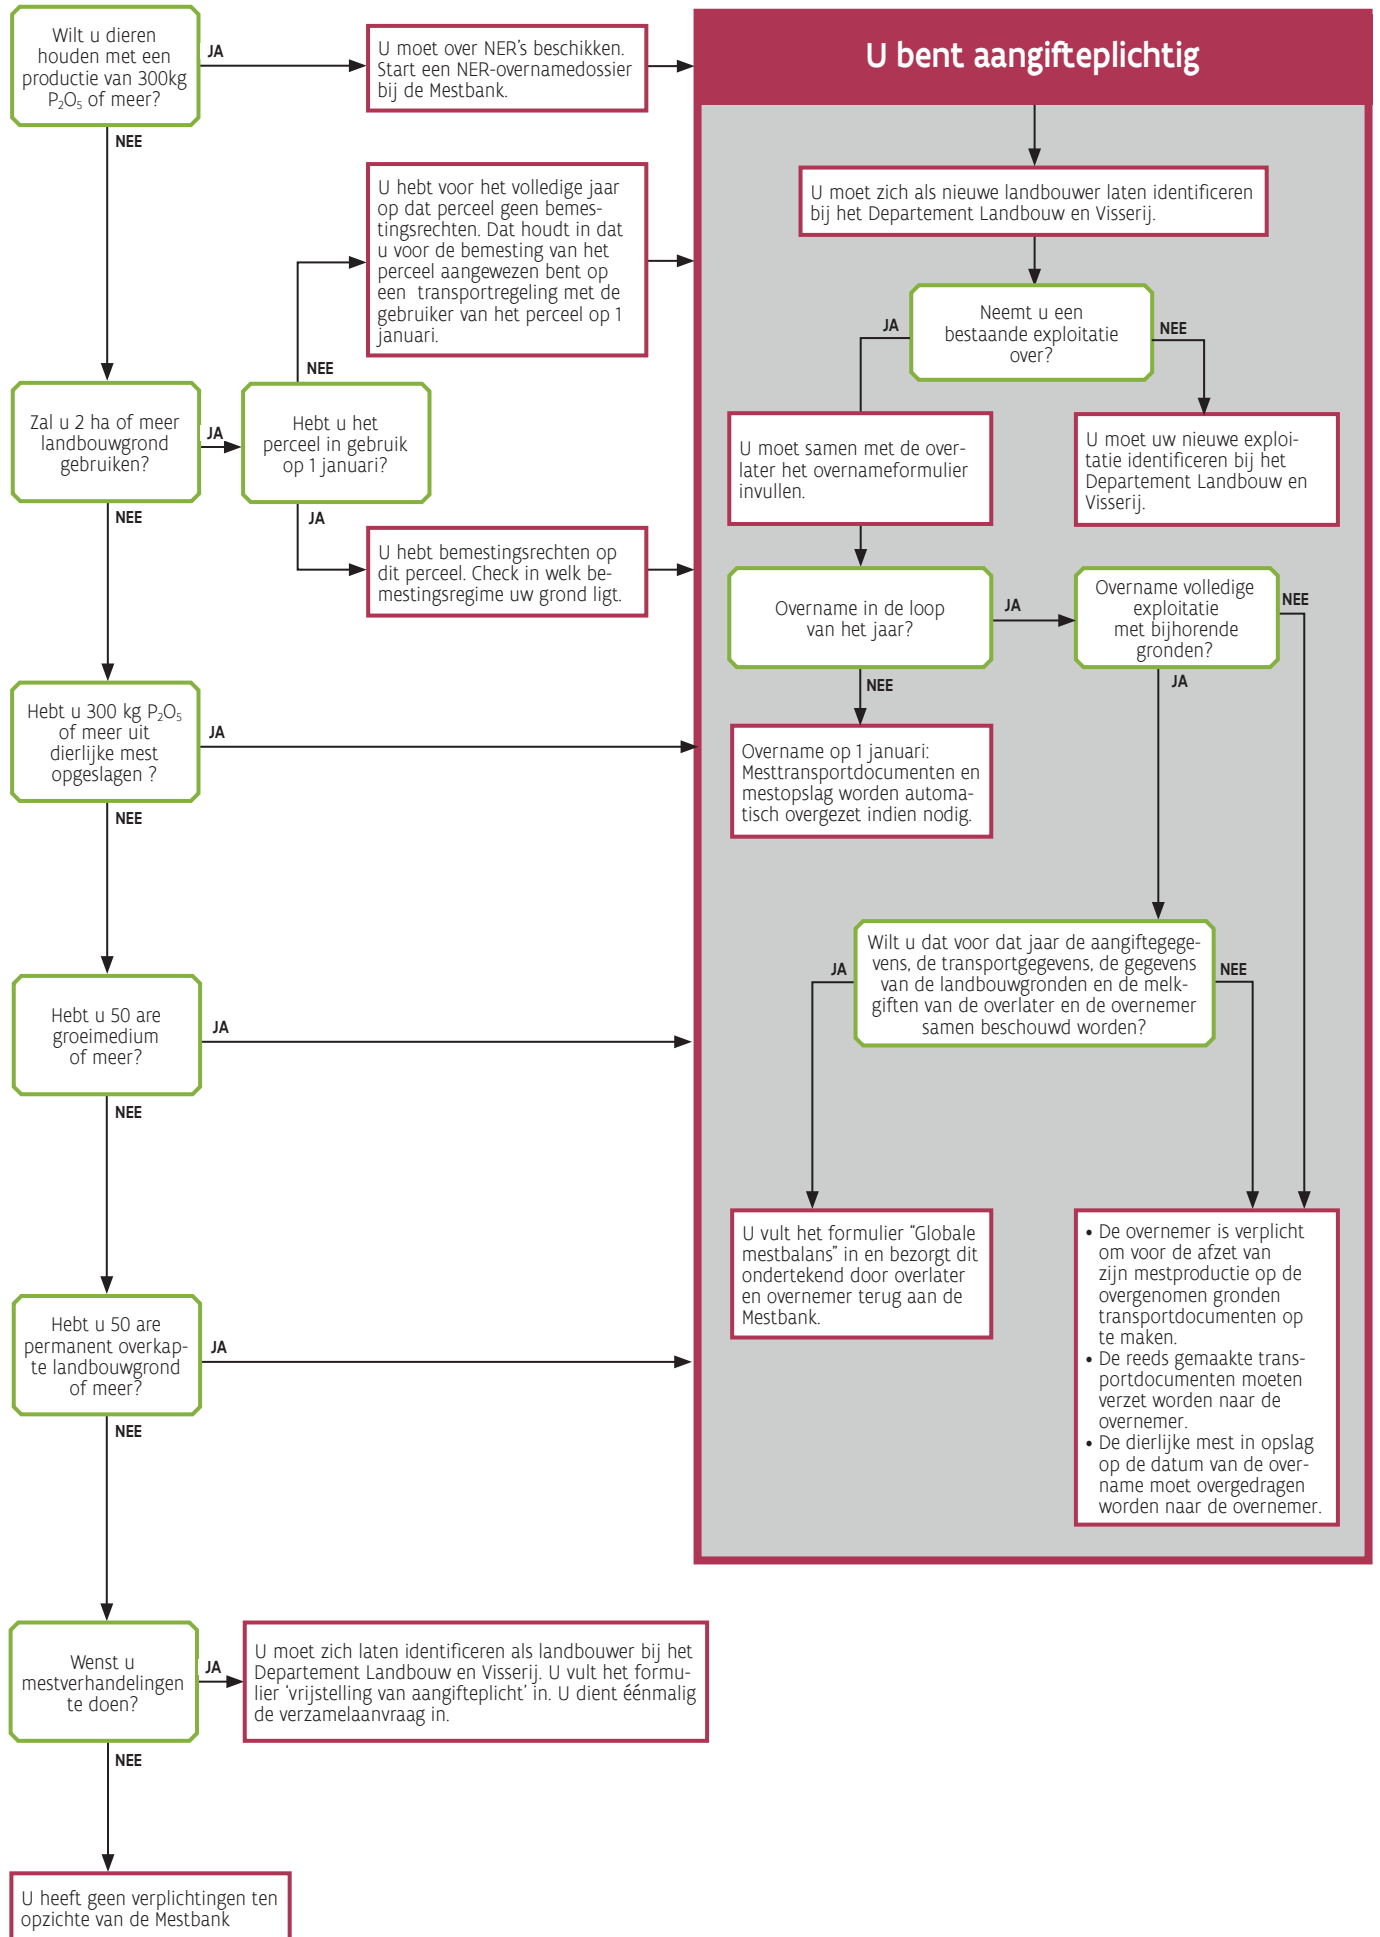 Wilt u dieren
houden met een
productie van 300kg
P₂O₅ of meer?
JA
NEE
U moet over NER's beschikken.
Start een NER-overnamedossier
bij de Mestbank.
U hebt voor het volledige jaar
op dat perceel geen bemes-
tingsrechten. Dat houdt in dat
u voor de bemesting van het
perceel aangewezen bent op
een transportregeling met de
gebruiker van het perceel op 1
januari.
NEE
Zal u 2 ha of meer
landbouwgrond
gebruiken?
JA
NEE
Hebt u het
perceel in gebruik
op 1 januari?
JA
U hebt bemestingsrechten op
dit perceel. Check in welk be-
mestingsregime uw grond ligt.
Hebt u 300 kg P₂O₅
of meer uit
dierlijke mest
opgeslagen ?
JA
NEE
Hebt u 50 are
groeimedium
of meer?
JA
NEE
Hebt u 50 are
permanent overkap-
te landbouwgrond
of meer?
JA
NEE
Wenst u
mestverhandelingen
te doen?
JA
NEE
U moet zich laten identificeren als landbouwer bij het
Departement Landbouw en Visserij. U vult het formu-
lier ‘vrijstelling van aangifteplicht’ in. U dient éénmalig
de verzamelaanvraag in.
U heeft geen verplichtingen ten
opzichte van de Mestbank
U bent aangifteplichtig
U moet zich als nieuwe landbouwer laten identificeren
bij het Departement Landbouw en Visserij.
Neemt u een
bestaande exploitatie
over?
JA
NEE
U moet samen met de over-
later het overnameformulier
invullen.
U moet uw nieuwe exploi-
tatie identificeren bij het
Departement Landbouw en
Visserij.
Overname in de loop
van het jaar?
JA
NEE
Overname volledige
exploitatie
met bijhorende
gronden?
NEE
JA
Overname op 1 januari:
Mesttransportdocumenten en
mestopslag worden automa-
tisch overgezet indien nodig.
Wilt u dat voor dat jaar de aangiftegege-
vens, de transportgegevens, de gegevens
van de landbouwgronden en de melk-
giften van de overlater en de overnemer
samen beschouwd worden?
JA
NEE
U vult het formulier “Globale
mestbalans” in en bezorgt dit
ondertekend door overlater
en overnemer terug aan de
Mestbank.
• De overnemer is verplicht
om voor de afzet van
zijn mestproductie op de
overgenomen gronden
transportdocumenten op
te maken.
• De reeds gemaakte trans-
portdocumenten moeten
verzet worden naar de
overnemer.
• De dierlijke mest in opslag
op de datum van de over-
name moet overgedragen
worden naar de overnemer.